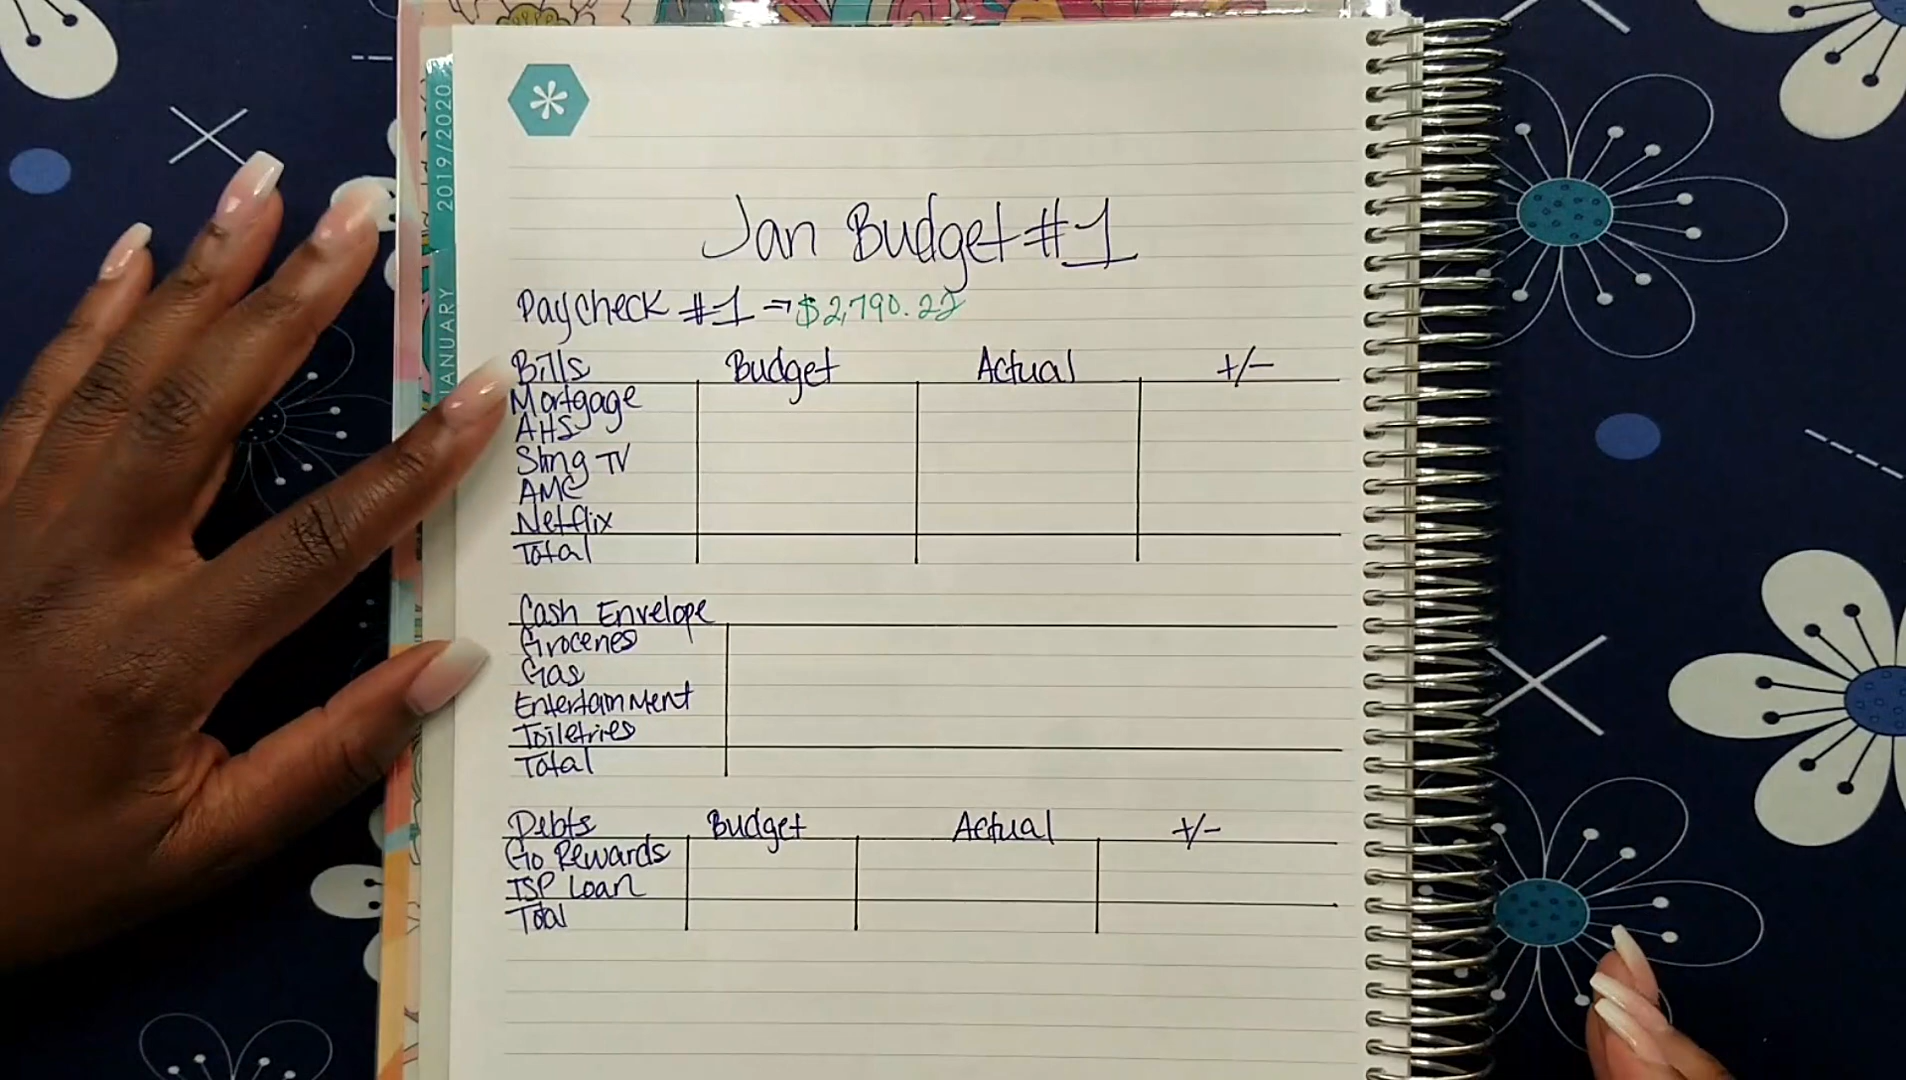 2019/2020
JANUARY
Jan Budget #1
Paycheck #1 → $2,790.22
Bills Budget Actual +/-
Mortgage
AHS
Sling TV
AMC
Netflix
Total
Cash Envelope
Groceries
Gas
Entertainment
Toiletries
Total
Debts Budget Actual +/-
Go Rewards
ISP Loan
Total